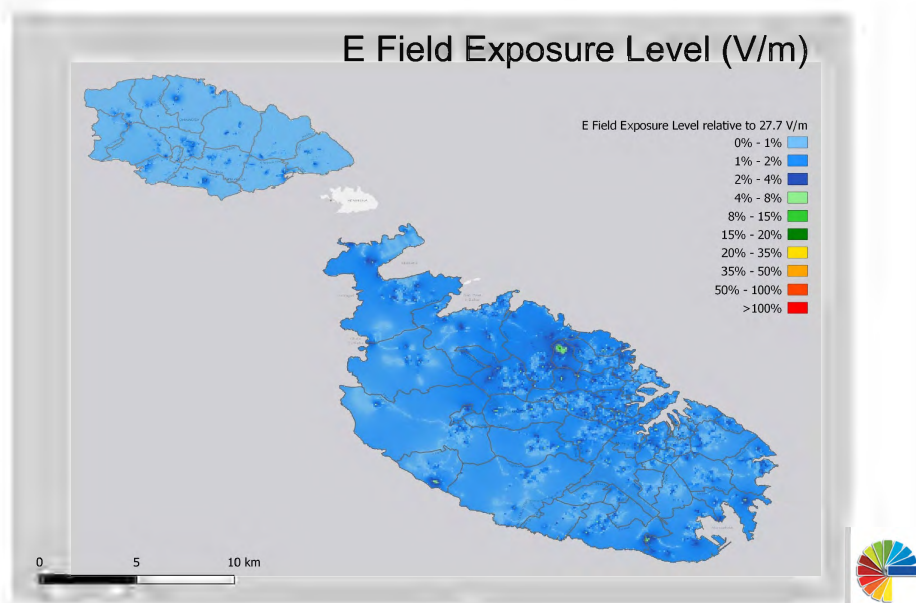 E Field Exposure Level (V/m)
E Field Exposure Level relative to 27.7 V/m
0% - 1%
1% - 2%
2% - 4%
4% - 8%
8% - 15%
15% - 20%
20% - 35%
35% - 50%
50% - 100%
>100%
0 5 10 km